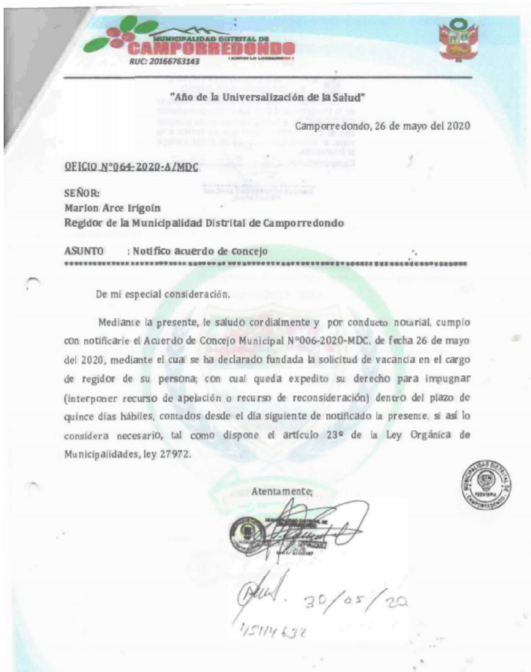 MUNICIPALIDAD DISTRITAL DE
CAMPORREDONDO
RUC: 20166763143
"Año de la Universalización de la Salud"
Camporredondo, 26 de mayo del 2020
OFICIO N°064-2020-A/MDC
SEÑOR:
Marlon Arce Irigoín
Regidor de la Municipalidad Distrital de Camporredondo
ASUNTO : Notifico acuerdo de Concejo
De mi especial consideración.
Mediante la presente, le saludo cordialmente y por conducto notarial, cumplo
con notificarle el Acuerdo de Concejo Municipal N°006-2020-MDC, de fecha 26 de mayo
del 2020, mediante el cual se ha declarado fundada la solicitud de vacancia en el cargo
de regidor de su persona; con cual queda expedito su derecho para impugnar
(interponer recurso de apelación o recurso de reconsideración) dentro del plazo de
quince días hábiles, contados desde el día siguiente de notificado la presente, si así lo
considera necesario, tal como dispone el artículo 23º de la Ley Orgánica de
Municipalidades, ley 27972.
Atentamente;
MUNICIPALIDAD DISTRITAL DE
CAMPORREDONDO
30/05/20